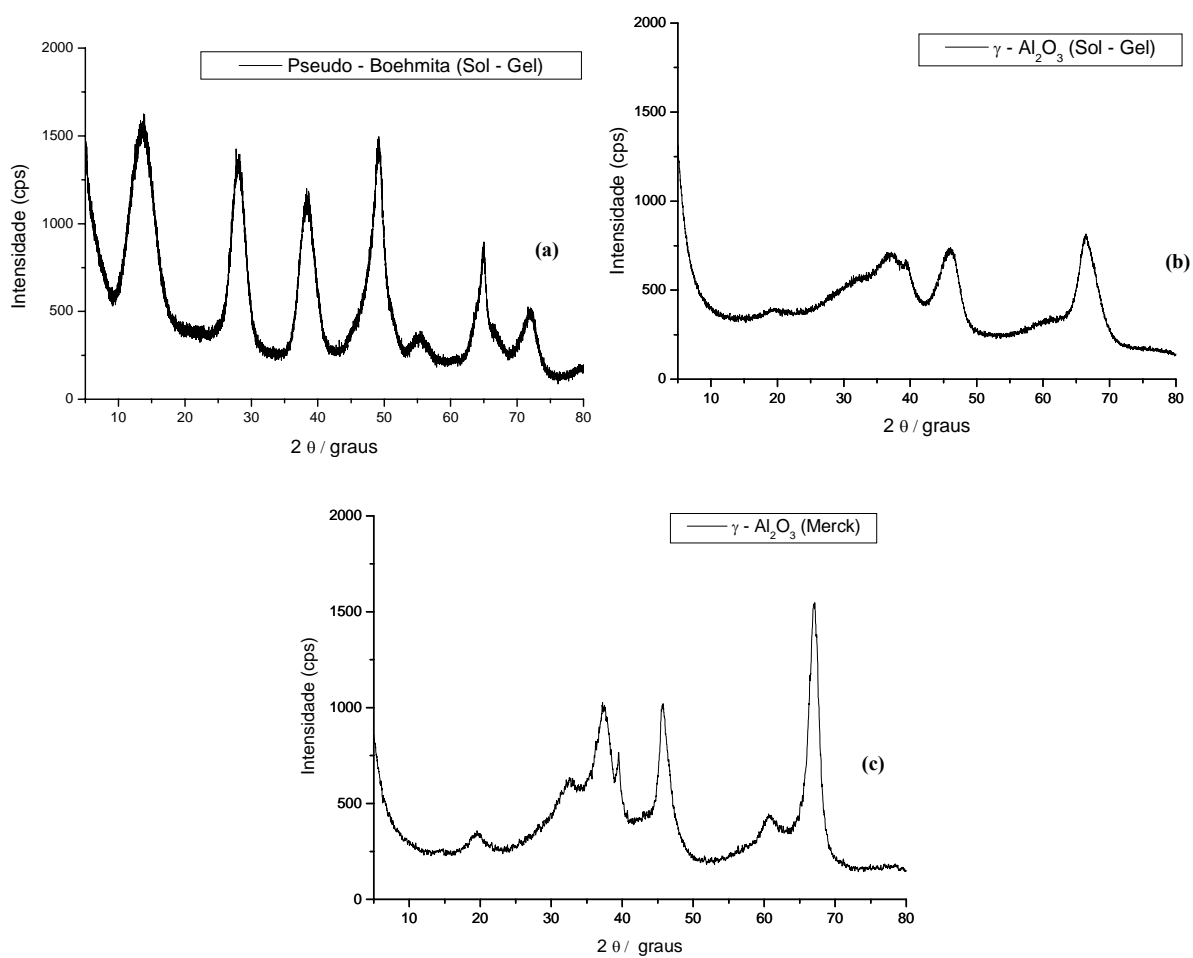 Pseudo - Boehmita (Sol - Gel)
Intensidade (cps)
2000
1500
1000
500
0
10 20 30 40 50 60 70 80
2 θ / graus
(a)
γ - Al2O3 (Sol - Gel)
Intensidade (cps)
2000
1750
1500
1000
750
500
250
0
10 20 30 40 50 60 70 80
2 θ / graus
(b)
γ - Al2O3 (Merck)
Intensidade (cps)
2000
1500
1000
500
0
10 20 30 40 50 60 70 80
2 θ / graus
(c)